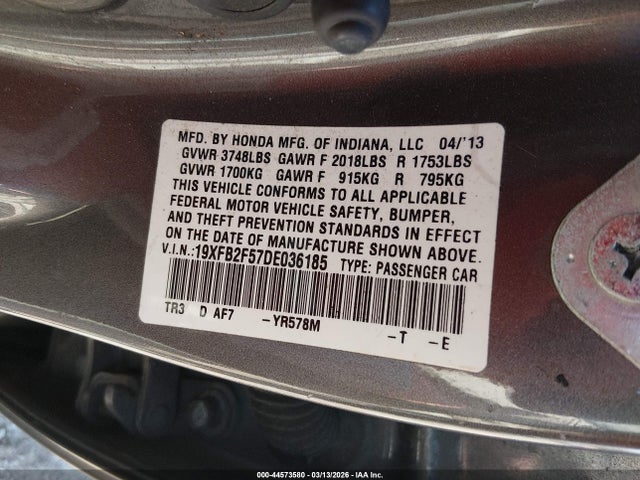 MFD. BY HONDA MFG. OF INDIANA, LLC 04/'13
GVWR 3748LBS GAWR F 2018LBS R 1753LBS
GVWR 1700KG GAWR F 915KG R 795KG
THIS VEHICLE CONFORMS TO ALL APPLICABLE
FEDERAL MOTOR VEHICLE SAFETY, BUMPER,
AND THEFT PREVENTION STANDARDS IN EFFECT
ON THE DATE OF MANUFACTURE SHOWN ABOVE.
V.I.N.:19XFB2F57DE036185 TYPE: PASSENGER CAR
TR3 D AF7 -YR578M -T -E
000-44573580 | 03/13/2026 | IAA Inc.